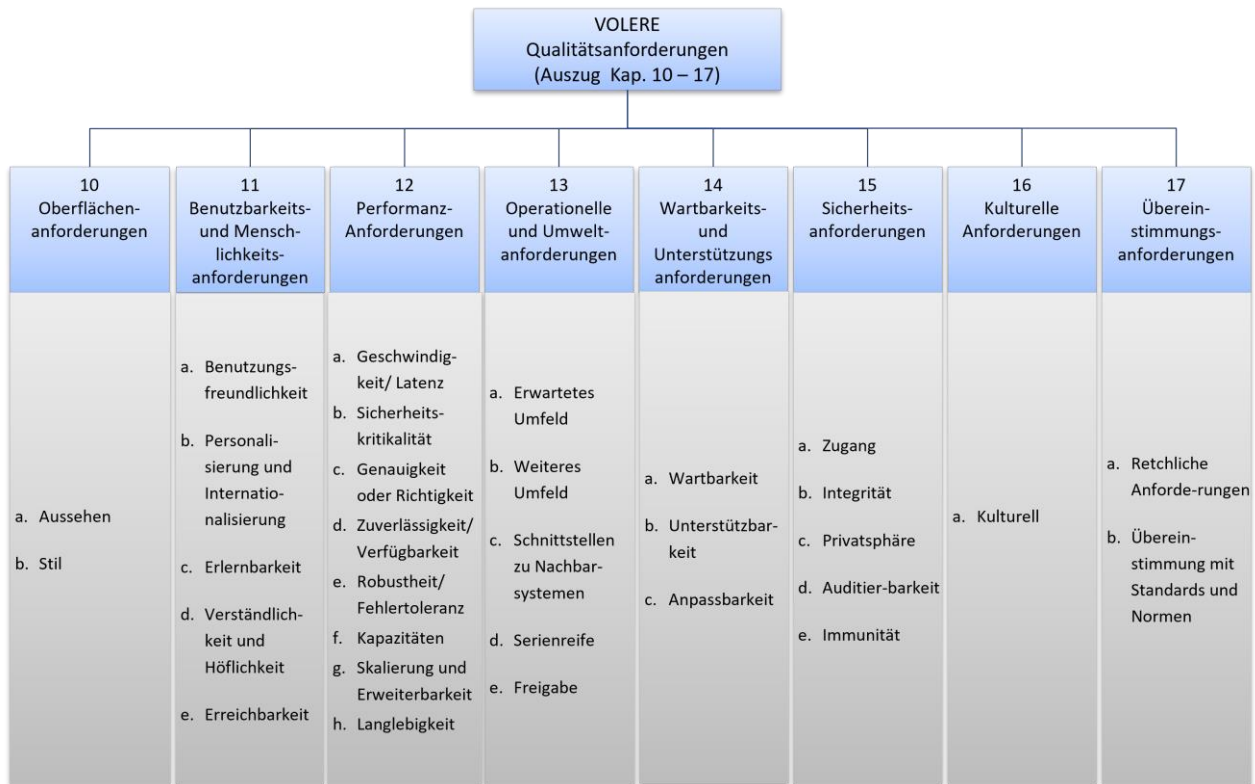 VOLERE
Qualitätsanforderungen
(Auszug Kap. 10 – 17)
10
Oberflächen-
anforderungen
a. Aussehen
b. Stil
11
Benutzbarkeits-
und Mensch-
lichkeits-
anforderungen
a. Benutzungs-
freundlichkeit
b. Personali-
sierung und
Internatio-
nalisierung
c. Erlernbarkeit
d. Verständlich-
keit und
Höflichkeit
e. Erreichbarkeit
12
Performanz-
Anforderungen
a. Geschwindig-
keit/ Latenz
b. Sicherheits-
kritikalität
c. Genauigkeit
oder Richtigkeit
d. Zuverlässigkeit/
Verfügbarkeit
e. Robustheit/
Fehlertoleranz
f. Kapazitäten
g. Skalierung und
Erweiterbarkeit
h. Langlebigkeit
13
Operationelle
und Umwelt-
anforderungen
a. Erwartetes
Umfeld
b. Weiteres
Umfeld
c. Schnittstellen
zu Nachbar-
systemen
d. Serienreife
e. Freigabe
14
Wartbarkeits-
und
Unterstützungs
anforderungen
a. Wartbarkeit
b. Unterstützbar-
keit
c. Anpassbarkeit
15
Sicherheits-
anforderungen
a. Zugang
b. Integrität
c. Privatsphäre
d. Auditier-barkeit
e. Immunität
16
Kulturelle
Anforderungen
a. Kulturell
17
Überein-
stimmungs-
anforderungen
a. Retchliche
Anforde-rungen
b. Überein-
stimmung mit
Standards und
Normen